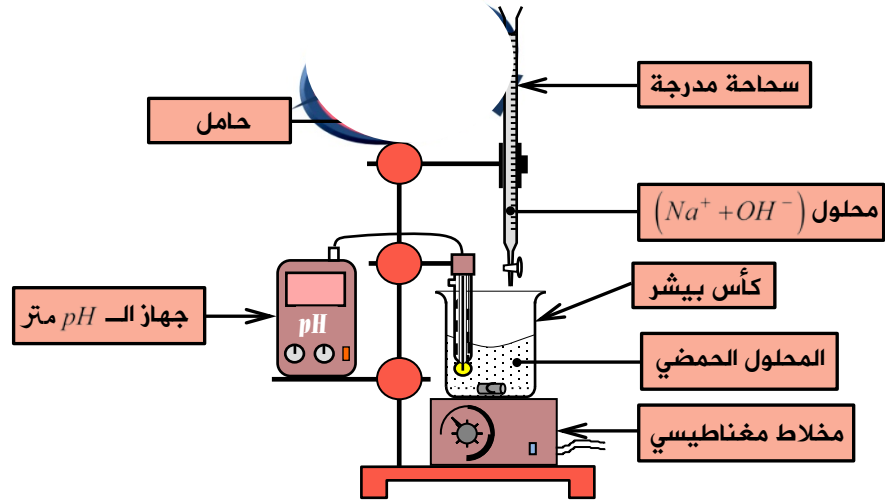 سحاحة مدرجة
حامل
محلول (Na⁺ + OH⁻)
كأس بيشر
جهاز الـ pH متر
pH
المحلول الحمضي
مخلاط مغناطيسي